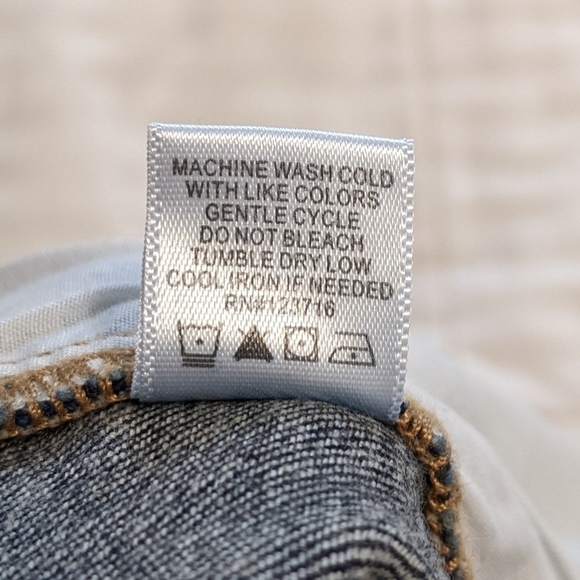 MACHINE WASH COLD
WITH LIKE COLORS
GENTLE CYCLE
DO NOT BLEACH
TUMBLE DRY LOW
COOL IRON IF NEEDED
RN#123716